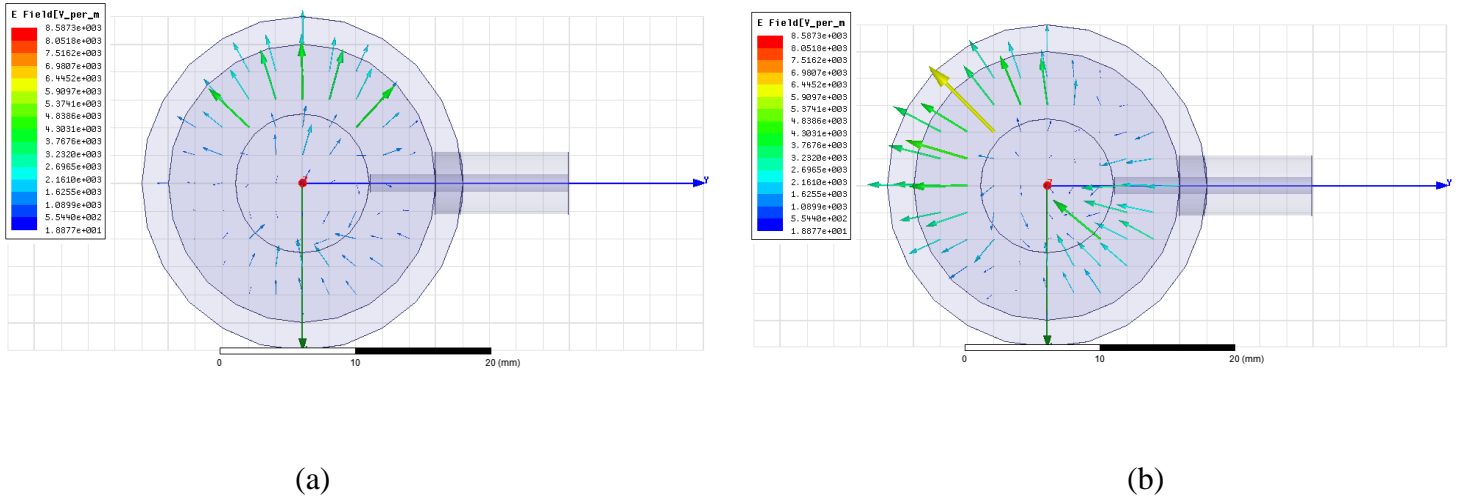 E Field[V_per_m
8.5873e+003
8.0518e+003
7.5162e+003
6.9807e+003
6.4452e+003
5.9097e+003
5.3741e+003
4.8386e+003
4.3031e+003
3.7676e+003
3.2320e+003
2.6965e+003
2.1610e+003
1.6255e+003
1.0899e+003
5.5440e+002
1.8877e+001
Y
0
10
20 (mm)
(a)
E Field[V_per_m
8.5873e+003
8.0518e+003
7.5162e+003
6.9807e+003
6.4452e+003
5.9097e+003
5.3741e+003
4.8386e+003
4.3031e+003
3.7676e+003
3.2320e+003
2.6965e+003
2.1610e+003
1.6255e+003
1.0899e+003
5.5440e+002
1.8877e+001
Y
0
10
20 (mm)
(b)